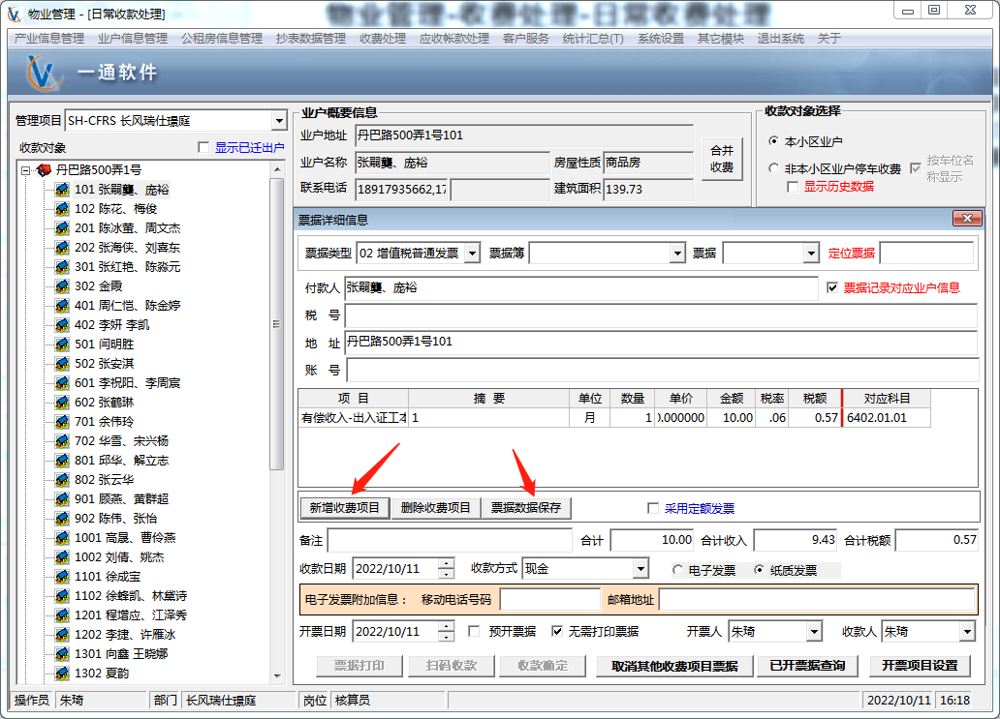 物业管理 - [日常收款处理]
物业管理-收费处理-日常收费处理
产业信息管理 业户信息管理 公租房信息管理 抄表数据管理 收费处理 应收帐款处理 客户服务 统计汇总(T) 系统设置 其它模块 退出系统 关于
一通软件
管理项目 SH-CFRS 长风瑞仕璟庭
收款对象 显示已迁出户
丹巴路500弄1号
101 张嗣龑、庞裕
102 陈花、梅俊
201 陈冰萤、周文杰
202 张海侠、刘喜东
301 张红艳、陈淼元
302 金霞
401 周仁恺、陈金婷
402 李妍 李凯
501 闫明胜
502 张安淇
601 李祝阳、李周宸
602 张鹤琳
701 余伟玲
702 华雪、宋兴杨
801 邱华、解立志
802 张云华
901 顾燕、黄群超
902 陈伟、张怡
1001 高晟、曹伶燕
1002 刘倩、姚杰
1101 徐成宝
1102 徐蜂凯、林黛诗
1201 程增应、江泽秀
1202 李捷、许雁冰
1301 向鑫 王晓娜
1302 夏韵
业户概要信息
业户地址 丹巴路500弄1号101
业户名称 张嗣龑、庞裕 房屋性质 商品房
联系电话 18917935662,17 建筑面积 139.73
合并
收费
收款对象选择
本小区业户
非本小区业户停车收费 按车位名
称显示
显示历史数据
票据详细信息
票据类型 02 增值税普通发票 票据簿 票据 定位票据
付款人 张嗣龑、庞裕 票据记录对应业户信息
税 号
地 址 丹巴路500弄1号101
账 号
项 目 摘 要 单位 数量 单价 金额 税率 税额 对应科目
有偿收入-出入证工本 1 月 1 0.000000 10.00 .06 0.57 6402.01.01
新增收费项目 删除收费项目 票据数据保存 采用定额发票
备注 合计 10.00 合计收入 9.43 合计税额 0.57
收款日期 2022/10/11 收款方式 现金 电子发票 纸质发票
电子发票附加信息： 移动电话号码 邮箱地址
开票日期 2022/10/11 预开票据 无需打印票据 开票人 朱琦 收款人 朱琦
票据打印 扫码收款 收款确定 取消其他收费项目票据 已开票据查询 开票项目设置
操作员 朱琦 部门 长风瑞仕璟庭 岗位 核算员 2022/10/11 16:18